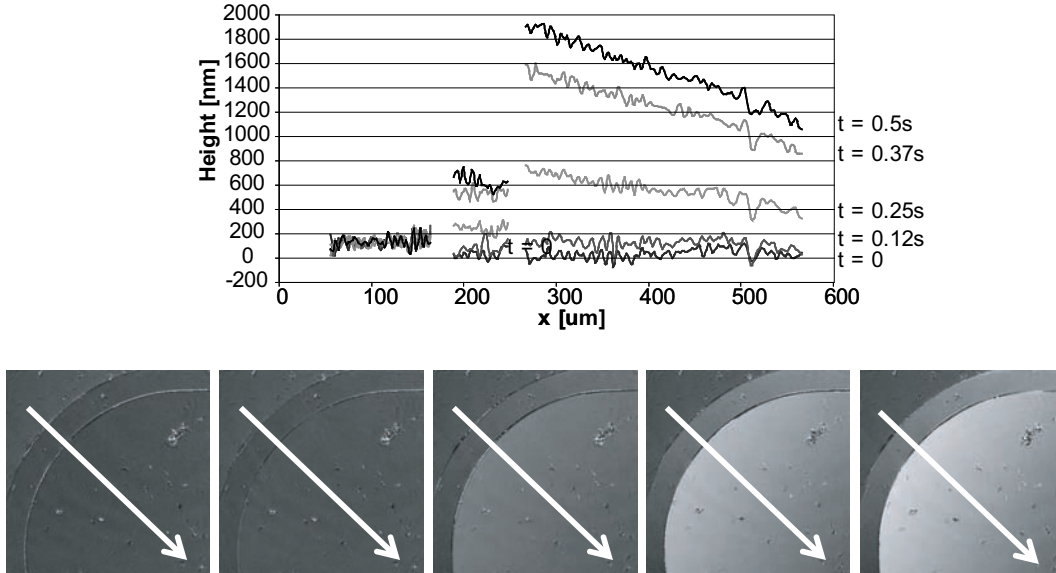 2000
1800
1600
1400
1200
1000
800
600
400
200
0
-200
Height [nm]
t = 0.5s
t = 0.37s
t = 0.25s
t = 0.12s
t = 0
t = 0
0 100 200 300 400 500 600
x [um]